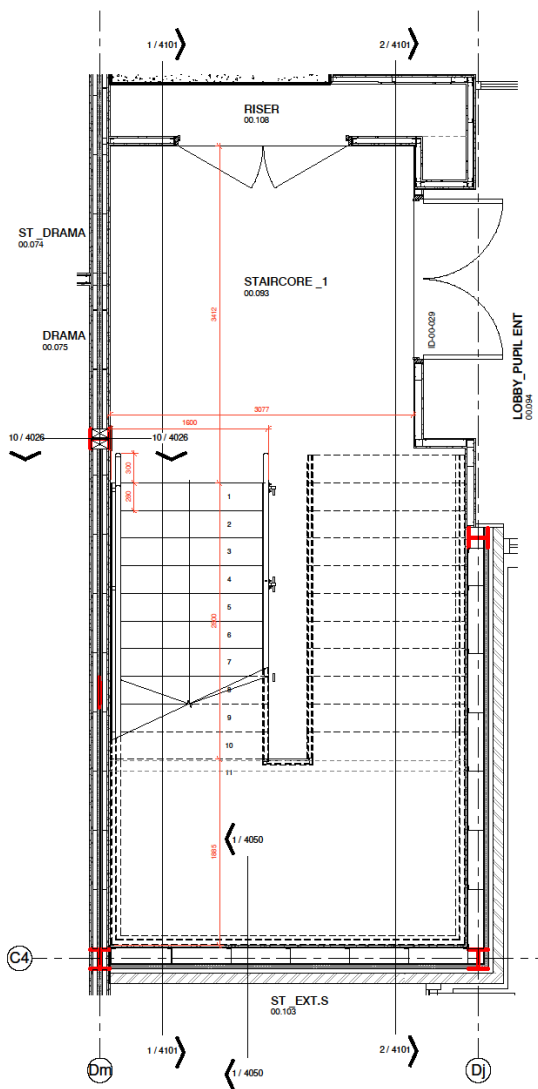 1 / 4101
2 / 4101
RISER
00.108
ST_DRAMA
00.074
STAIRCORE _1
00.093
3412
ID-00-029
LOBBY_PUPIL ENT
00.094
DRAMA
00.075
3077
1600
10 / 4026
10 / 4026
300
280
1
2
3
4
5
6
2800
7
8
9
10
11
1 / 4050
1885
C4
ST_EXT.S
00.103
1 / 4101
2 / 4101
1 / 4050
Dm
Dj